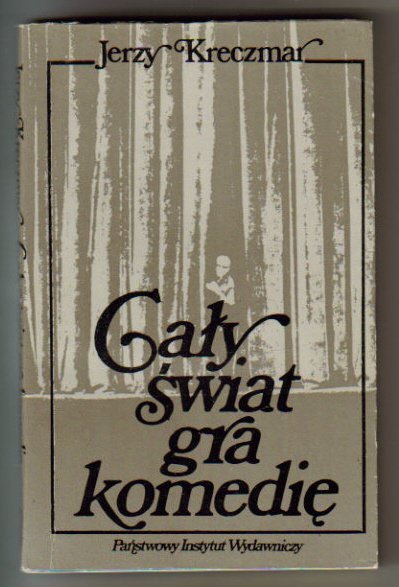 Jerzy Kreczmar
Cały
świat
gra
komedię
Państwowy Instytut Wydawniczy